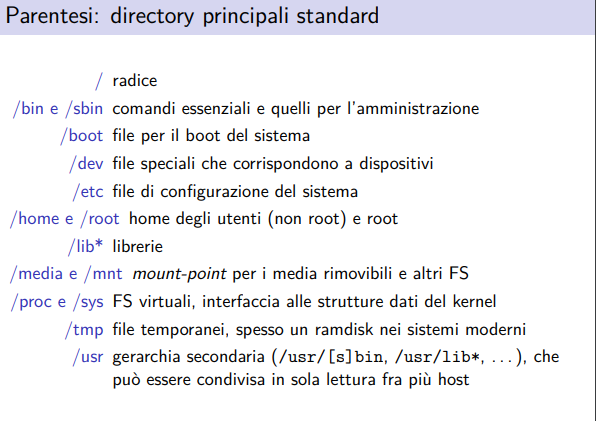 Parentesi: directory principali standard
/ radice
/bin e /sbin comandi essenziali e quelli per l'amministrazione
/boot file per il boot del sistema
/dev file speciali che corrispondono a dispositivi
/etc file di configurazione del sistema
/home e /root home degli utenti (non root) e root
/lib* librerie
/media e /mnt mount-point per i media rimovibili e altri FS
/proc e /sys FS virtuali, interfaccia alle strutture dati del kernel
/tmp file temporanei, spesso un ramdisk nei sistemi moderni
/usr gerarchia secondaria (/usr/[s]bin, /usr/lib*, ...), che
può essere condivisa in sola lettura fra più host